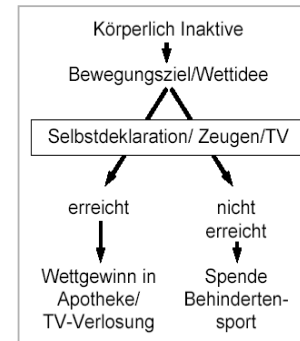 Körperlich Inaktive
Bewegungsziel/Wettidee
Selbstdeklaration/ Zeugen/TV
erreicht
nicht
erreicht
Wettgewinn in
Apotheke/
TV-Verlosung
Spende
Behinderten-
sport